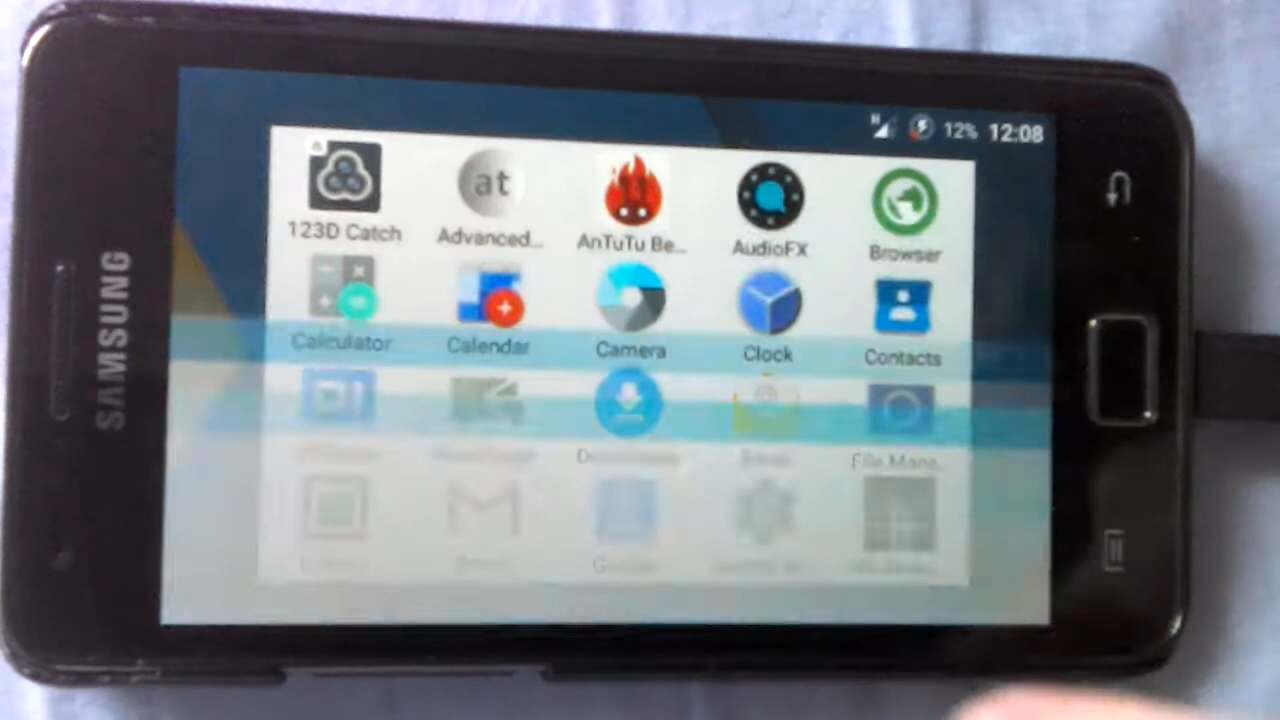 SAMSUNG
H 12% 12:08
at
123D Catch Advanced... AnTuTu Be... AudioFX Browser
Calculator Calendar Camera Clock Contacts
File Mana...